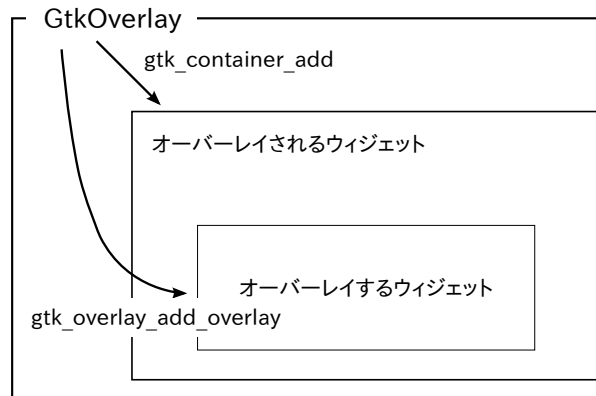 GtkOverlay
gtk_container_add
オーバーレイされるウィジェット
オーバーレイするウィジェット
gtk_overlay_add_overlay